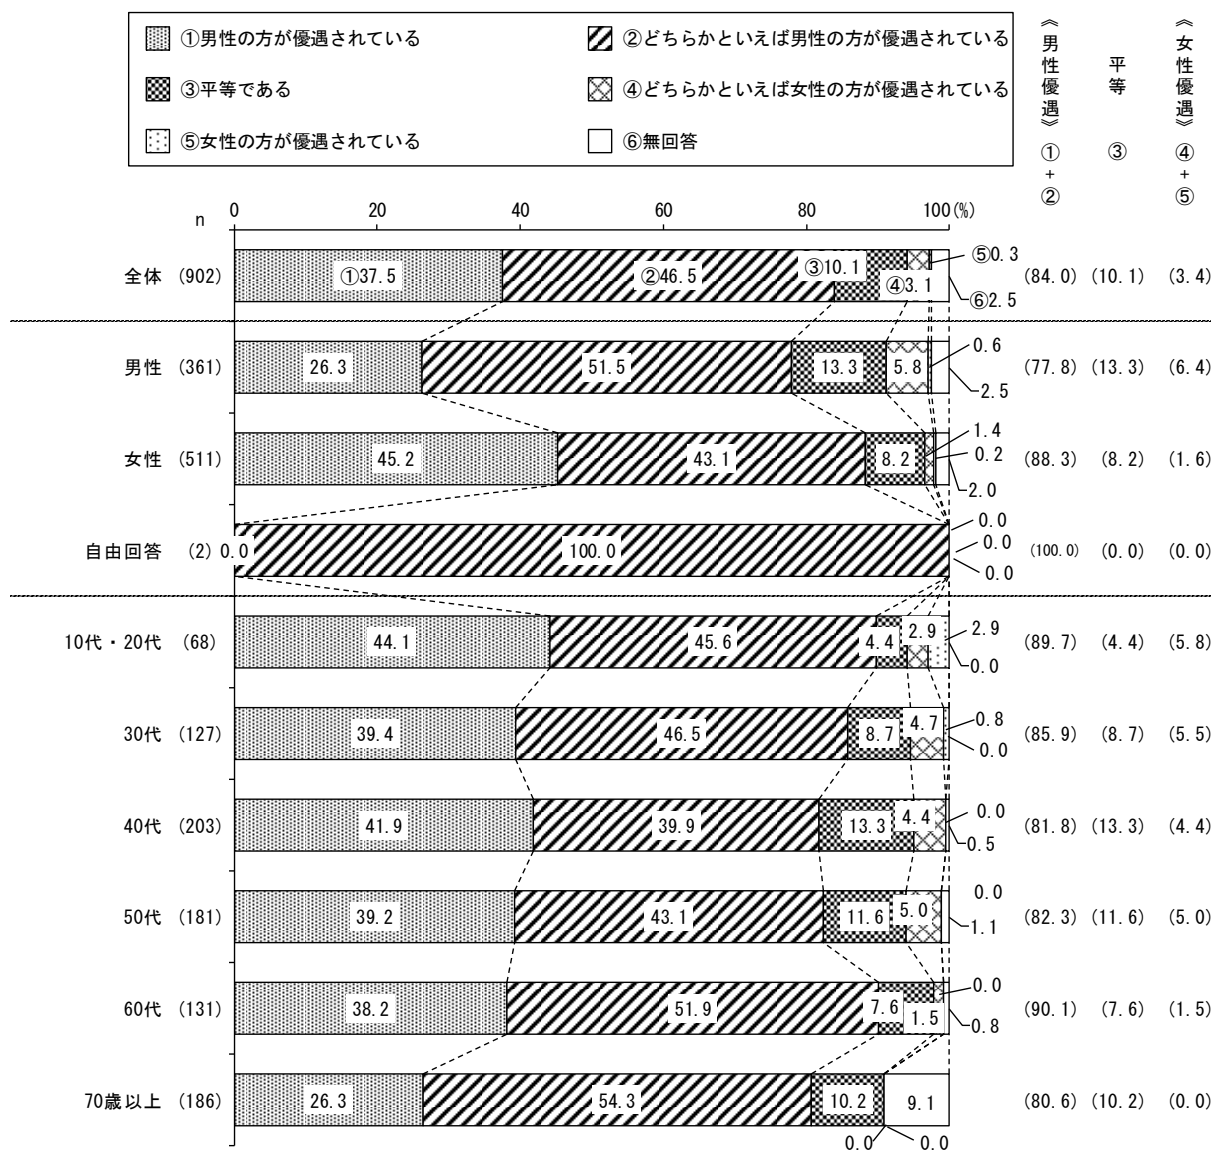 ①男性の方が優遇されている
②どちらかといえば男性の方が優遇されている
③平等である
④どちらかといえば女性の方が優遇されている
⑤女性の方が優遇されている
⑥無回答
《男性優遇》①+②
平等 ③
《女性優遇》④+⑤
n 0 20 40 60 80 100(%)
全体 (902) ①37.5 ②46.5 ③10.1 ④3.1 ⑤0.3 ⑥2.5 (84.0) (10.1) (3.4)
男性 (361) 26.3 51.5 13.3 5.8 0.6 2.5 (77.8) (13.3) (6.4)
女性 (511) 45.2 43.1 8.2 1.4 0.2 2.0 (88.3) (8.2) (1.6)
自由回答 (2) 0.0 100.0 0.0 0.0 0.0 (100.0) (0.0) (0.0)
10代・20代 (68) 44.1 45.6 4.4 2.9 2.9 0.0 (89.7) (4.4) (5.8)
30代 (127) 39.4 46.5 8.7 4.7 0.8 0.0 (85.9) (8.7) (5.5)
40代 (203) 41.9 39.9 13.3 4.4 0.0 0.5 (81.8) (13.3) (4.4)
50代 (181) 39.2 43.1 11.6 5.0 0.0 1.1 (82.3) (11.6) (5.0)
60代 (131) 38.2 51.9 7.6 1.5 0.0 0.8 (90.1) (7.6) (1.5)
70歳以上 (186) 26.3 54.3 10.2 0.0 0.0 9.1 (80.6) (10.2) (0.0)